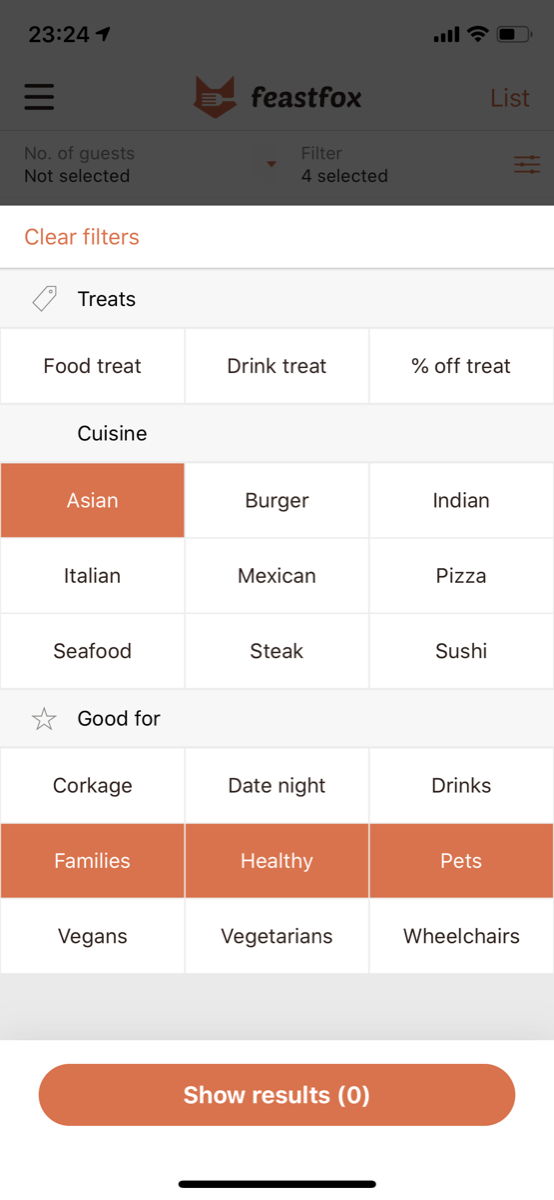 23:24
feastfox
List
No. of guests
Not selected
Filter
4 selected
Clear filters
Treats
Food treat
Drink treat
% off treat
Cuisine
Asian
Burger
Indian
Italian
Mexican
Pizza
Seafood
Steak
Sushi
Good for
Corkage
Date night
Drinks
Families
Healthy
Pets
Vegans
Vegetarians
Wheelchairs
Show results (0)